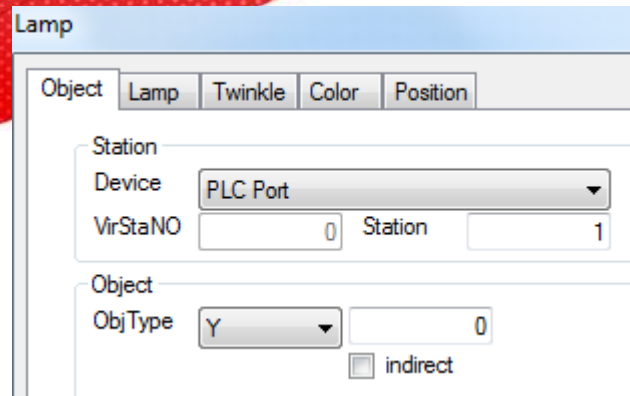 Lamp
Object Lamp Twinkle Color Position
Station
Device PLC Port
VirStaNO 0 Station 1
Object
ObjType Y 0
indirect